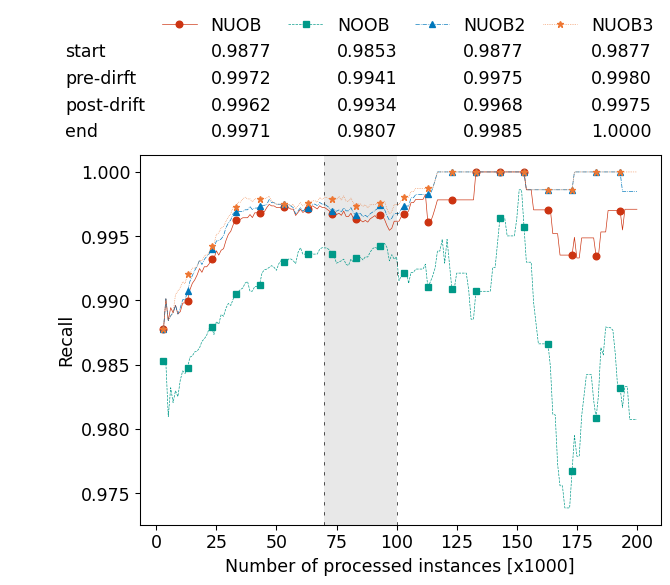 NUOB NOOB NUOB2 NUOB3
start 0.9877 0.9853 0.9877 0.9877
pre-dirft 0.9972 0.9941 0.9975 0.9980
post-drift 0.9962 0.9934 0.9968 0.9975
end 0.9971 0.9807 0.9985 1.0000
1.000
0.995
0.990
0.985
0.980
0.975
Recall
0 25 50 75 100 125 150 175 200
Number of processed instances [x1000]